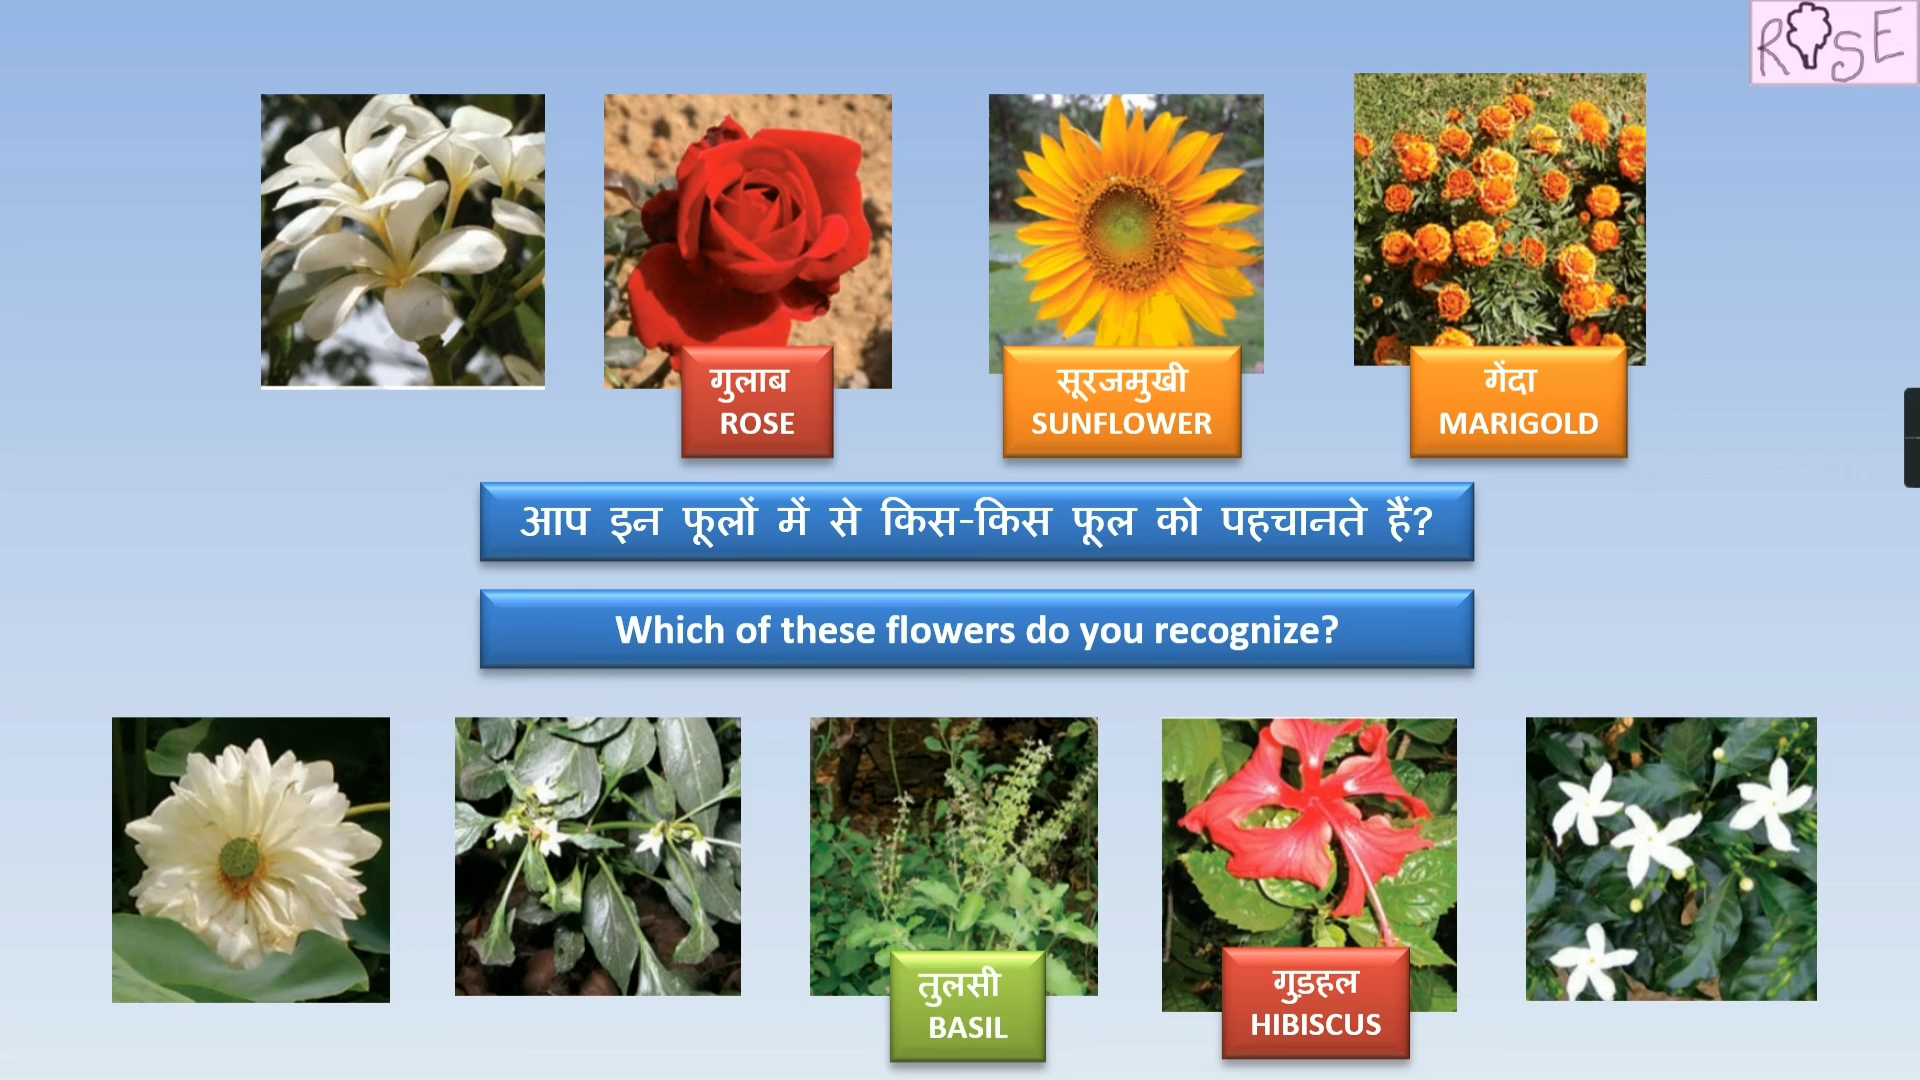 ROSE
गुलाब
ROSE
सूरजमुखी
SUNFLOWER
गेंदा
MARIGOLD
आप इन फूलों में से किस-किस फूल को पहचानते हैं?
Which of these flowers do you recognize?
तुलसी
BASIL
गुड़हल
HIBISCUS